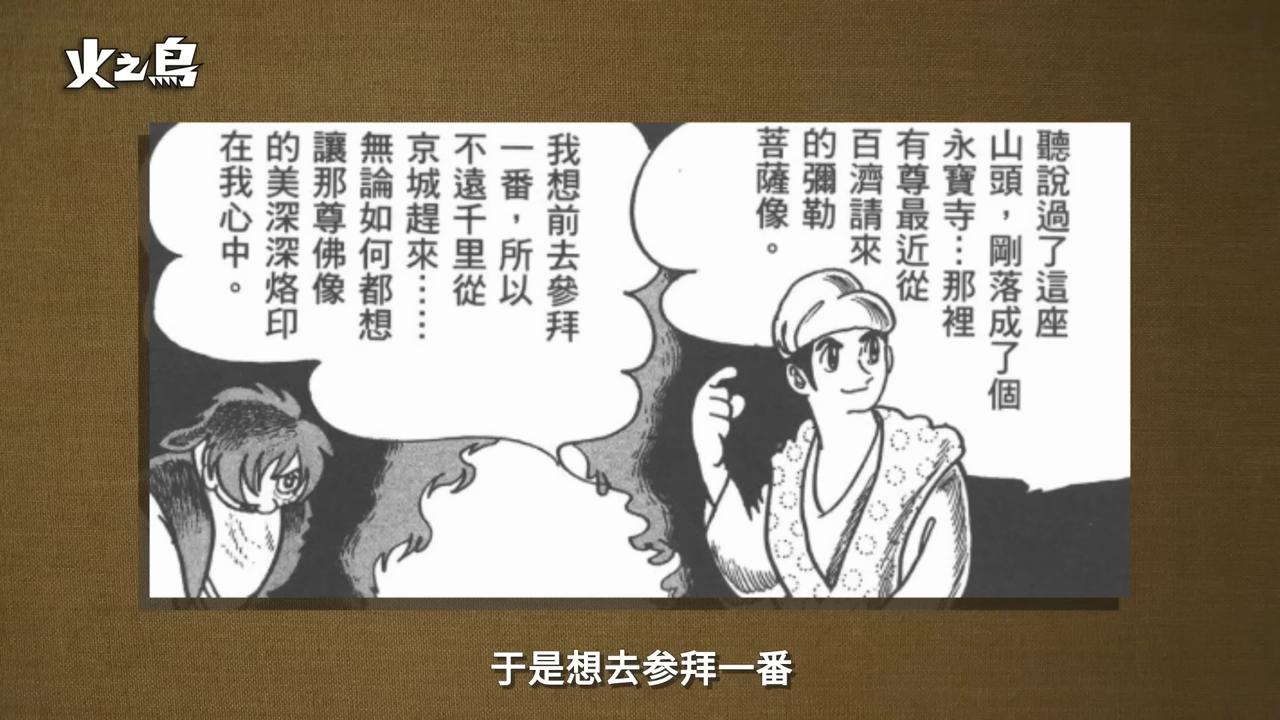 火之鳥
聽說過了這座
山頭，剛落成了個
永寶寺…那裡
有尊最近從
百濟請來
的彌勒
菩薩像。
我想前去參拜
一番，所以
不遠千里從
京城趕來……
無論如何都想
讓那尊佛像
的美深深烙印
在我心中。
于是想去参拜一番